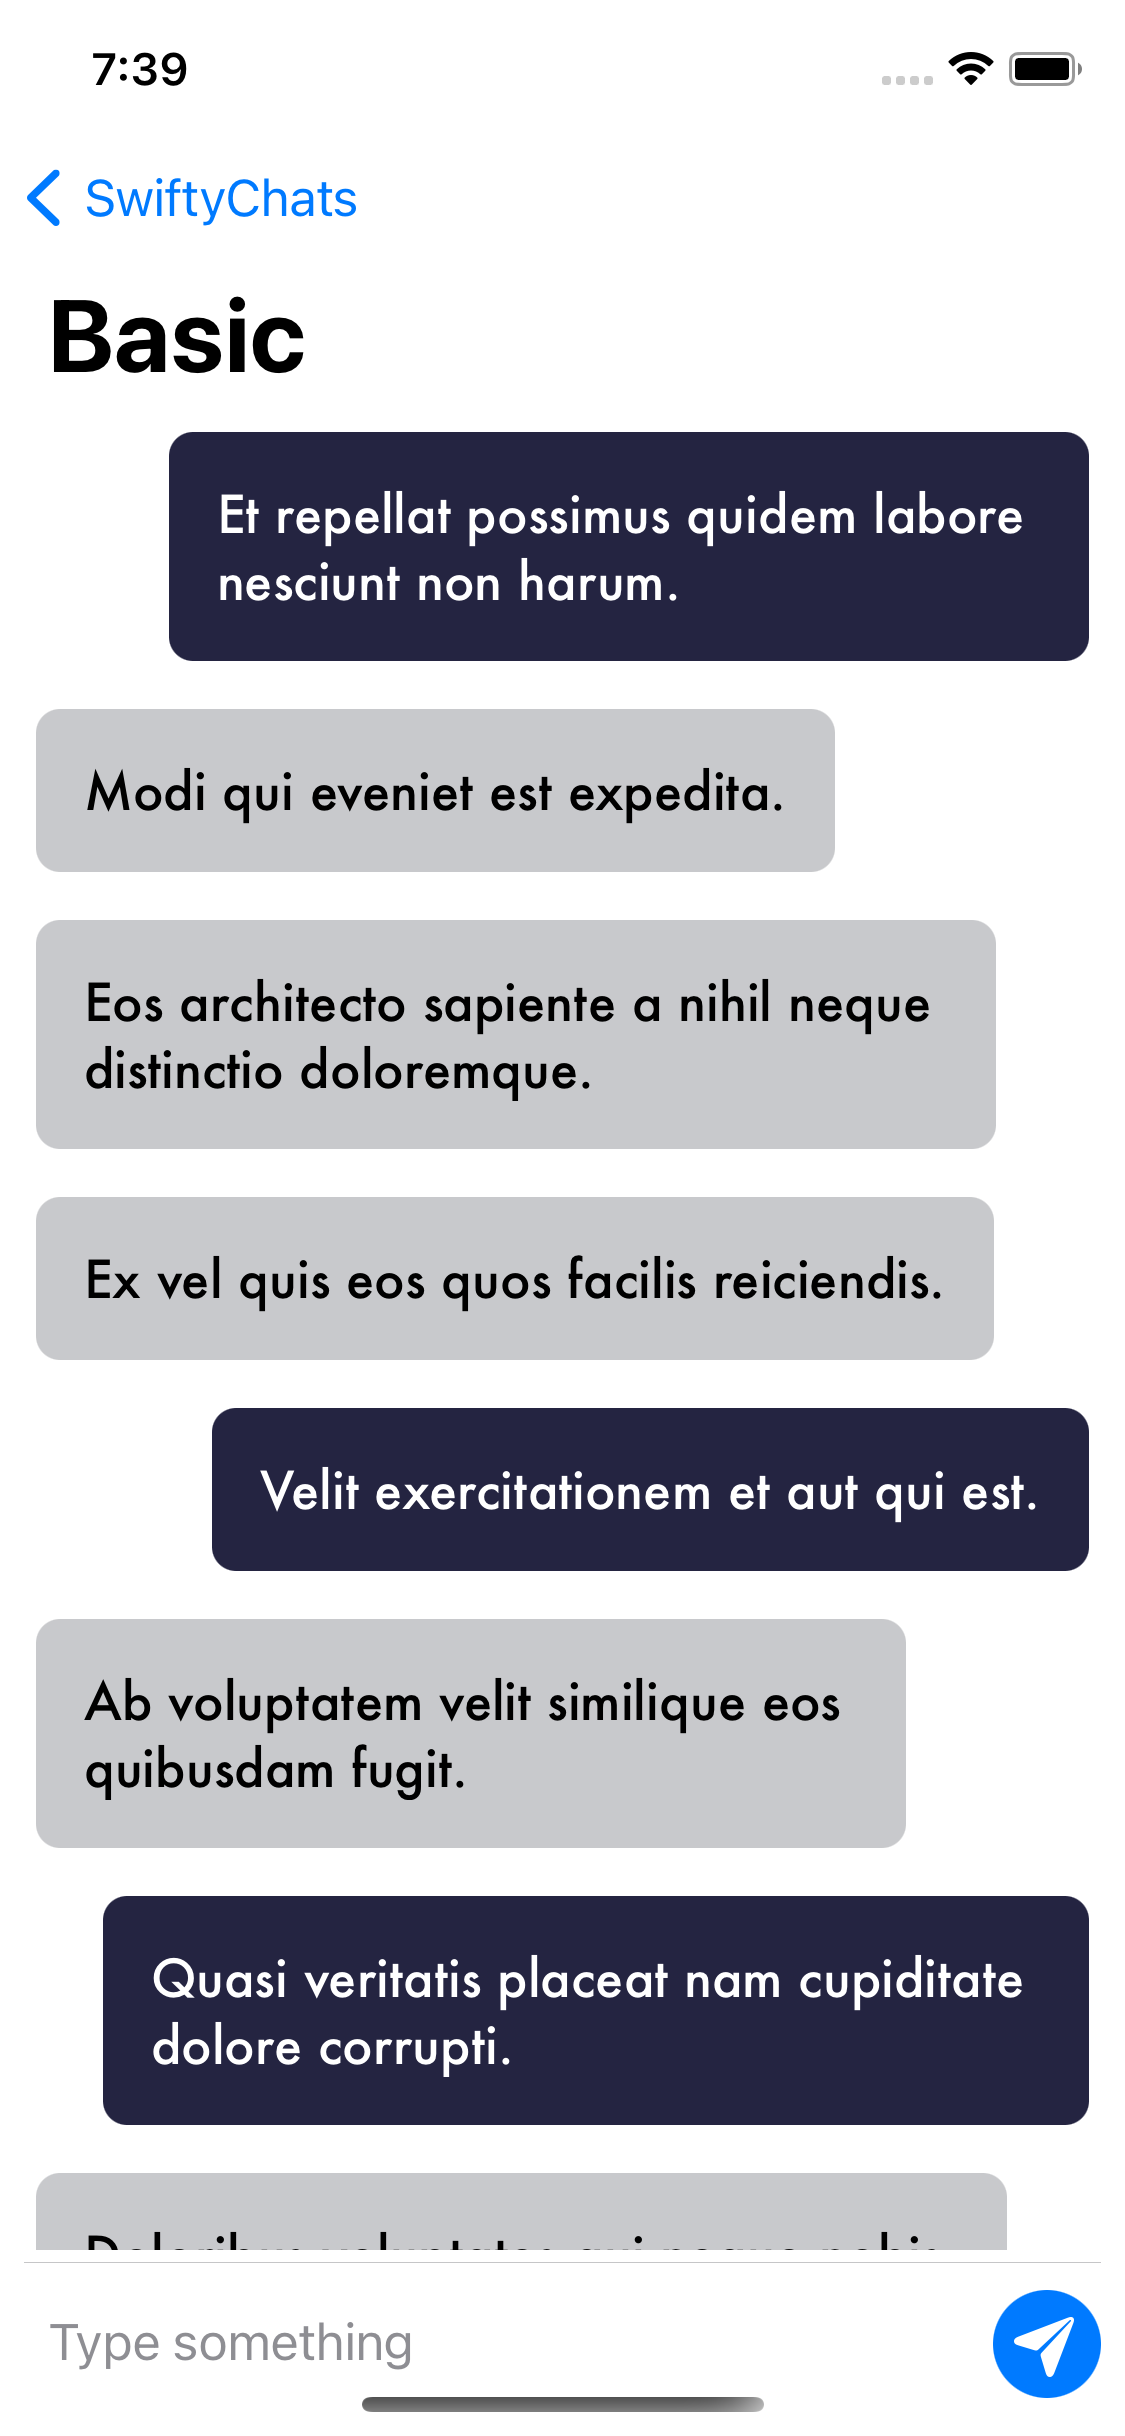 7:39
SwiftyChats
Basic
Et repellat possimus quidem labore
nesciunt non harum.
Modi qui eveniet est expedita.
Eos architecto sapiente a nihil neque
distinctio doloremque.
Ex vel quis eos quos facilis reiciendis.
Velit exercitationem et aut qui est.
Ab voluptatem velit similique eos
quibusdam fugit.
Quasi veritatis placeat nam cupiditate
dolore corrupti.
Type something